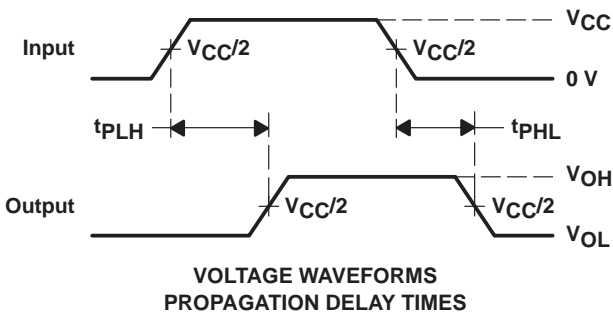 VCC
Input
VCC/2
VCC/2
0 V
tPLH
tPHL
VOH
Output
VCC/2
VCC/2
VOL
VOLTAGE WAVEFORMS
PROPAGATION DELAY TIMES